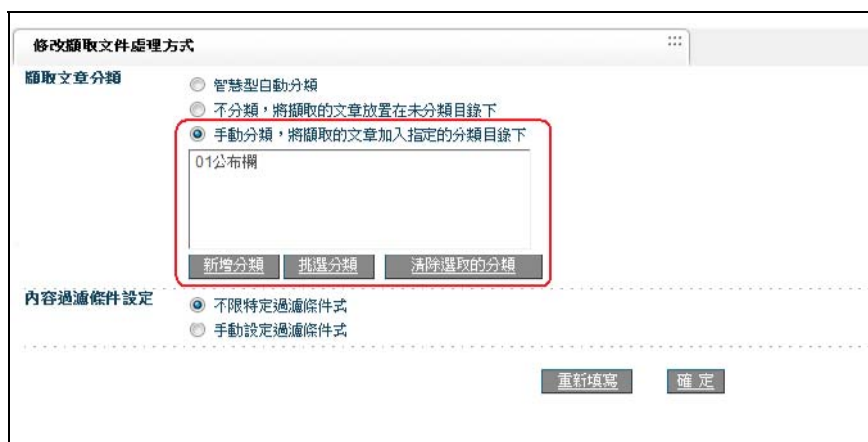 修改擷取文件處理方式
擷取文章分類
智慧型自動分類
不分類，將擷取的文章放置在未分類目錄下
手動分類，將擷取的文章加入指定的分類目錄下
01公布欄
新增分類 挑選分類 清除選取的分類
內容過濾條件設定
不限特定過濾條件式
手動設定過濾條件式
重新填寫 確 定